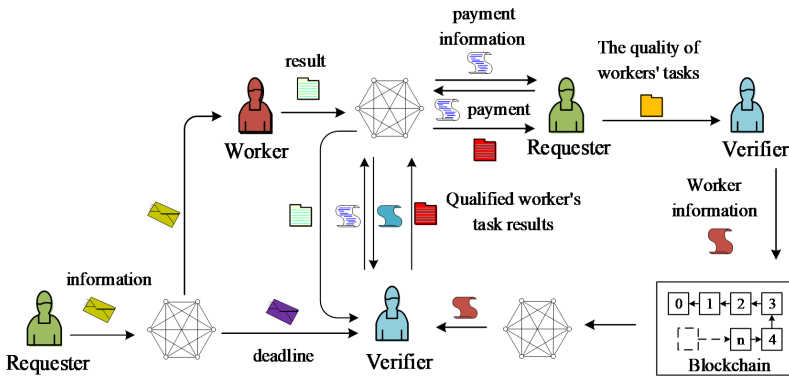 payment
information
result
The quality of
workers' tasks
Worker
payment
Requester
Verifier
Qualified worker's
task results
Worker
information
information
0
1
2
3
n
4
Requester
deadline
Verifier
Blockchain